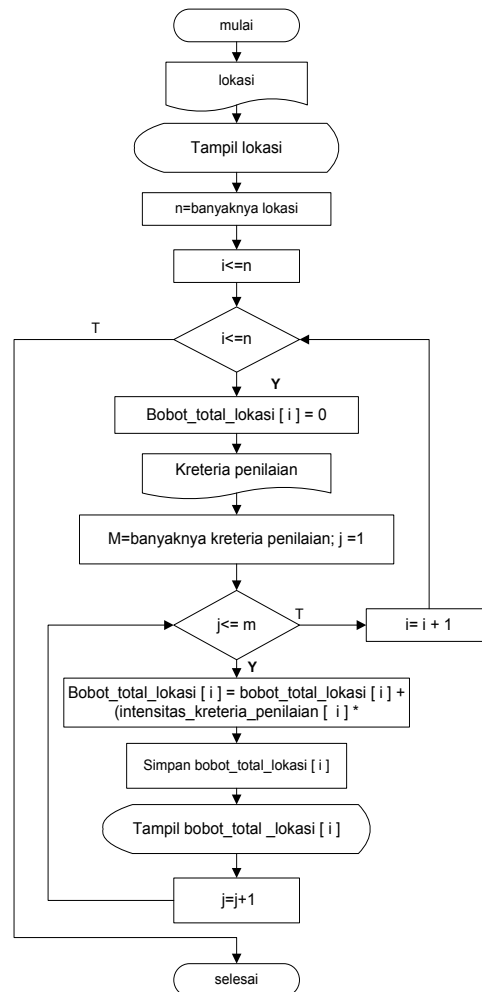 mulai
lokasi
Tampil lokasi
n=banyaknya lokasi
i<=n
T
i<=n
Y
Bobot_total_lokasi [ i ] = 0
Kreteria penilaian
M=banyaknya kreteria penilaian; j =1
j<= m
T
i= i + 1
Y
Bobot_total_lokasi [ i ] = bobot_total_lokasi [ i ] +
(intensitas_kreteria_penilaian [ i ] *
Simpan bobot_total_lokasi [ i ]
Tampil bobot_total _lokasi [ i ]
j=j+1
selesai